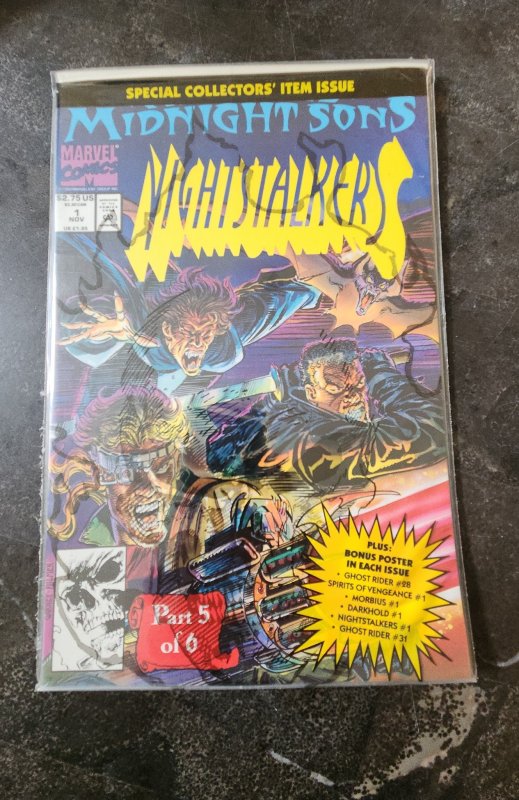 SPECIAL COLLECTORS' ITEM ISSUE
MIDNIGHT SONS
MARVEL
COMICS
NIGHTSTALKERS
$2.75 US
1
NOV
PLUS:
BONUS POSTER
IN EACH ISSUE
• GHOST RIDER #28
SPIRITS OF VENGEANCE #1
• MORBIUS #1
• DARKHOLD #1
• NIGHTSTALKERS #1
• GHOST RIDER #31
Part 5
of 6